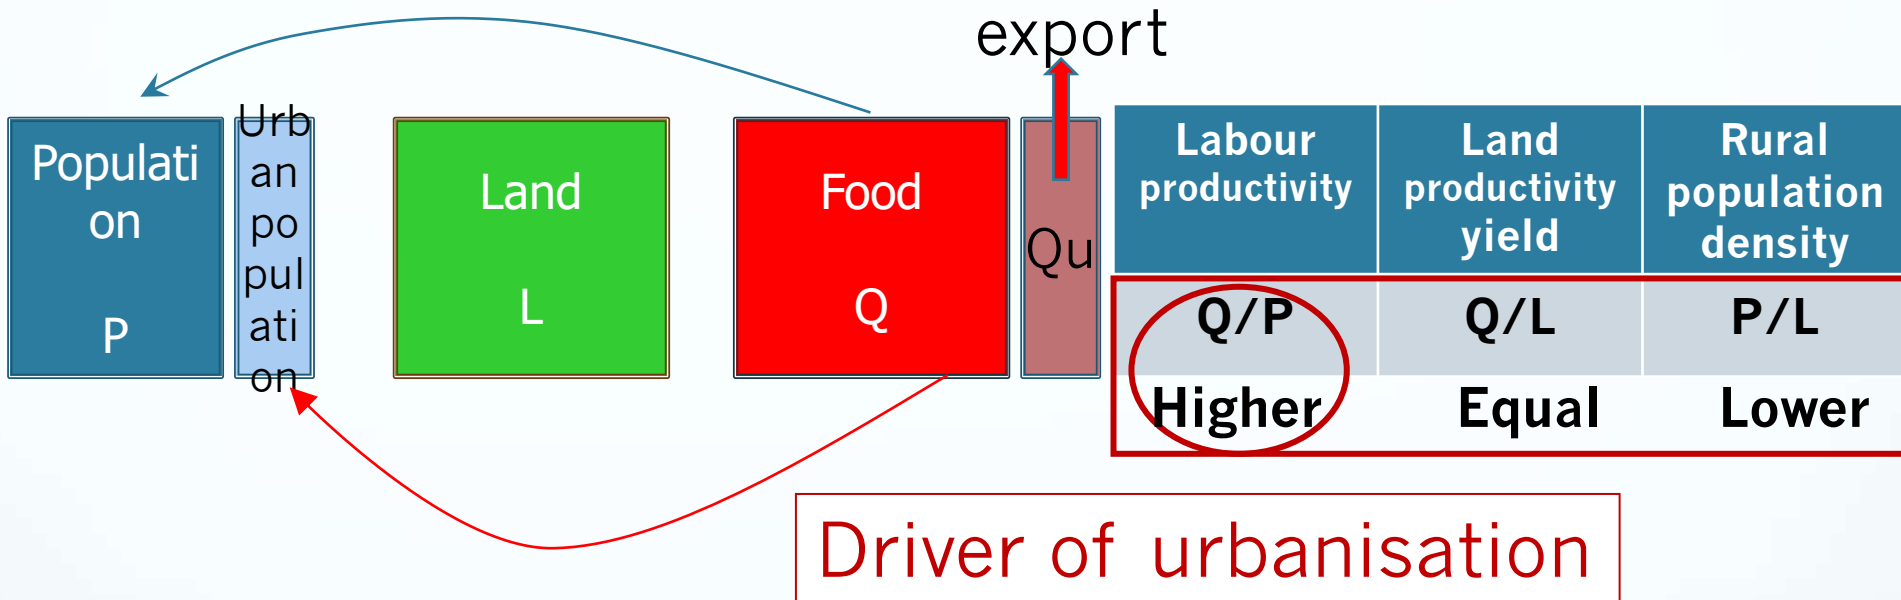 export
Populati
on
P
Urb
an
po
pul
ati
on
Land
L
Food
Q
Qu
Labour
productivity
Land
productivity
yield
Rural
population
density
Q/P
Q/L
P/L
Higher
Equal
Lower
Driver of urbanisation